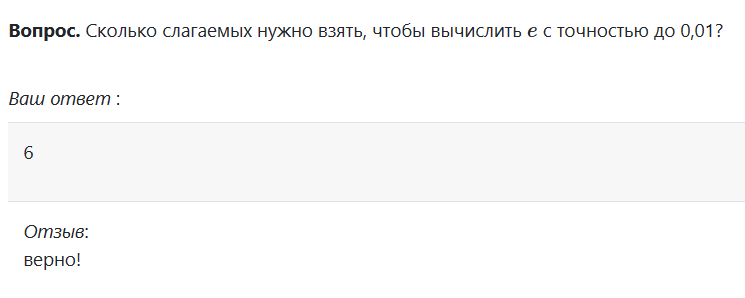 Вопрос. Сколько слагаемых нужно взять, чтобы вычислить e с точностью до 0,01?
Ваш ответ :
6
Отзыв:
верно!